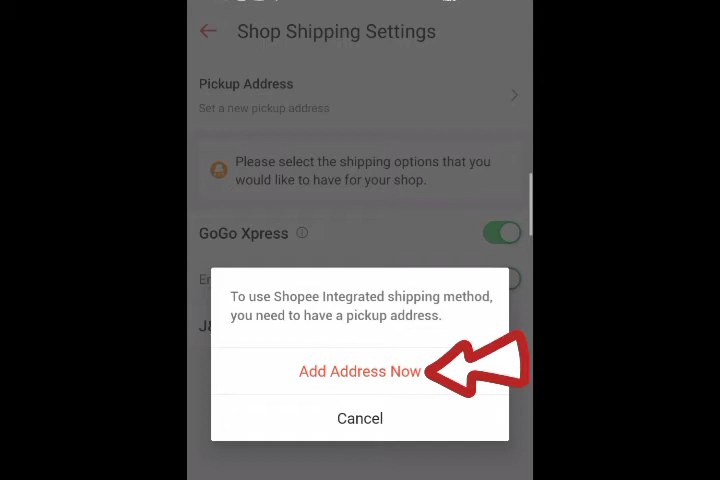 Shop Shipping Settings
Pickup Address
Set a new pickup address
Please select the shipping options that you
would like to have for your shop.
GoGo Xpress
To use Shopee Integrated shipping method,
you need to have a pickup address.
Add Address Now
Cancel